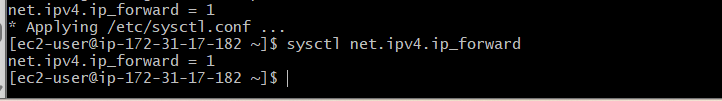 net.ipv4.ip_forward = 1
* Applying /etc/sysctl.conf ...
[ec2-user@ip-172-31-17-182 ~]$ sysctl net.ipv4.ip_forward
net.ipv4.ip_forward = 1
[ec2-user@ip-172-31-17-182 ~]$